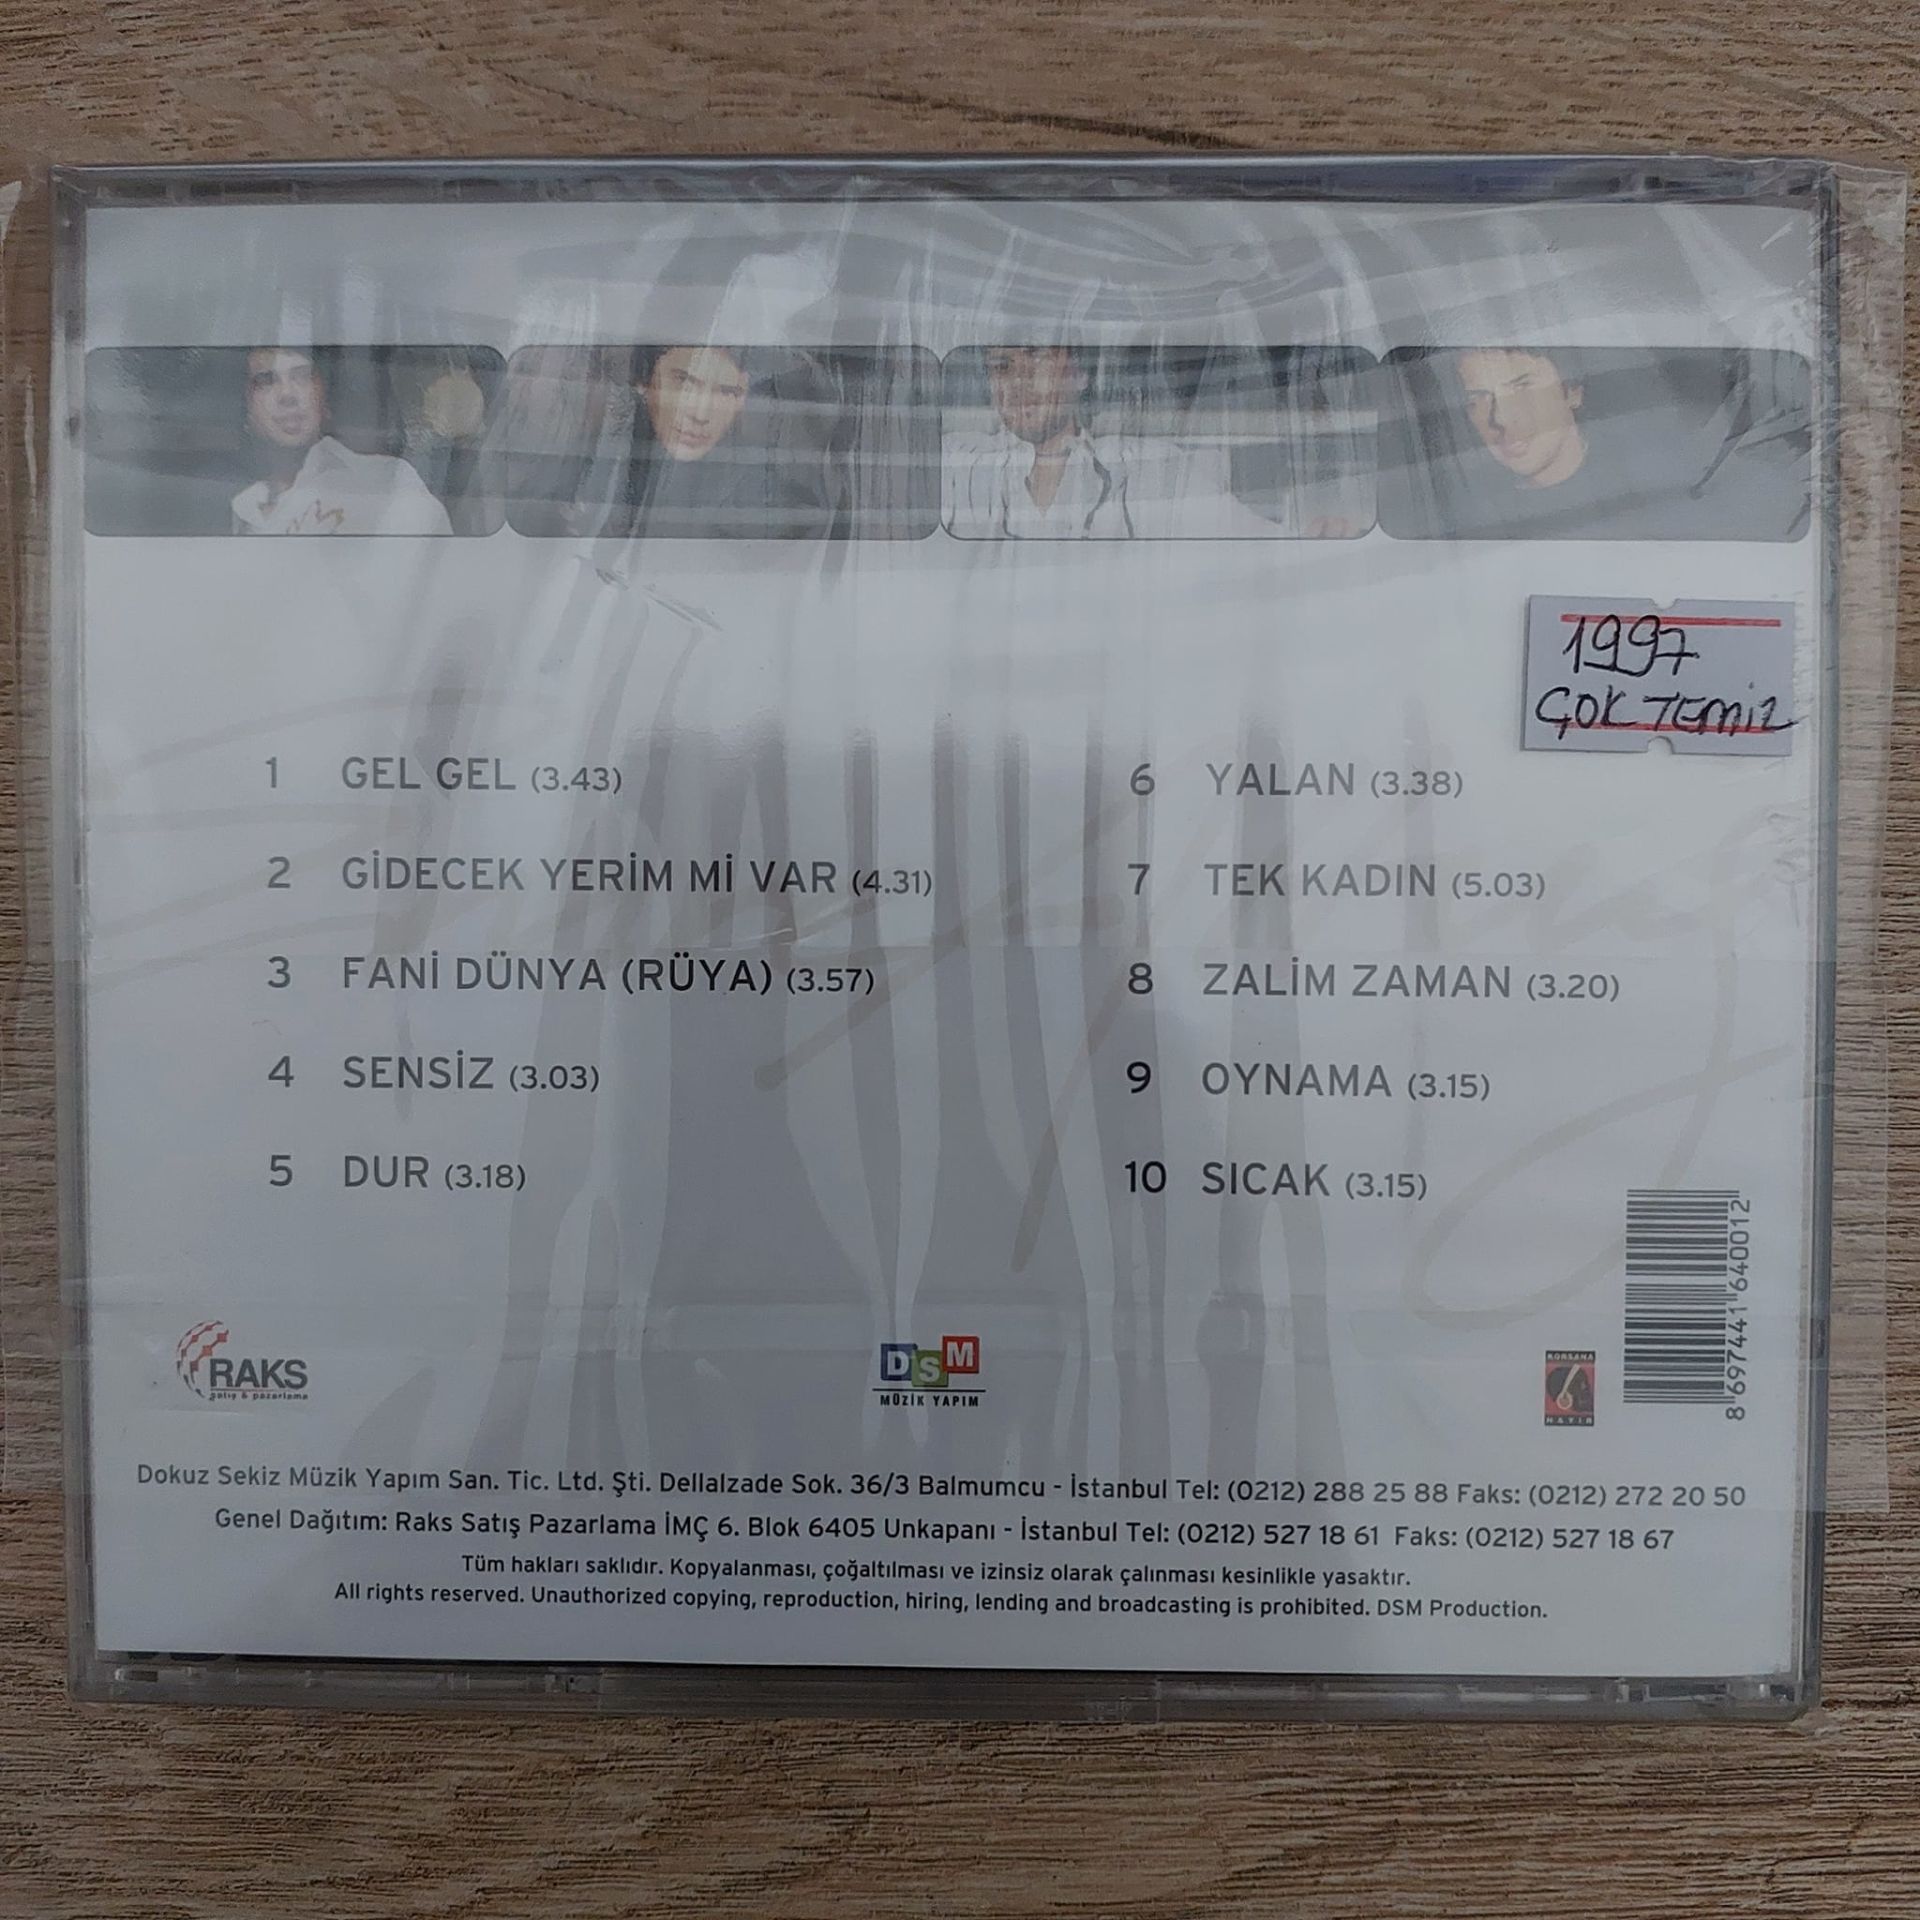 1997
ÇOK TEMİZ
1 GEL GEL (3.43)
2 GİDECEK YERİM Mİ VAR (4.31)
3 FANİ DÜNYA (RÜYA) (3.57)
4 SENSİZ (3.03)
5 DUR (3.18)
6 YALAN (3.38)
7 TEK KADIN (5.03)
8 ZALİM ZAMAN (3.20)
9 OYNAMA (3.15)
10 SICAK (3.15)
8 697441 640012
RAKS
satış & pazarlama
DSM
MÜZİK YAPIM
KORSANA
HAYIR
Dokuz Sekiz Müzik Yapım San. Tic. Ltd. Şti. Dellalzade Sok. 36/3 Balmumcu - İstanbul Tel: (0212) 288 25 88 Faks: (0212) 272 20 50
Genel Dağıtım: Raks Satış Pazarlama İMÇ 6. Blok 6405 Unkapanı - İstanbul Tel: (0212) 527 18 61 Faks: (0212) 527 18 67
Tüm hakları saklıdır. Kopyalanması, çoğaltılması ve izinsiz olarak çalınması kesinlikle yasaktır.
All rights reserved. Unauthorized copying, reproduction, hiring, lending and broadcasting is prohibited. DSM Production.